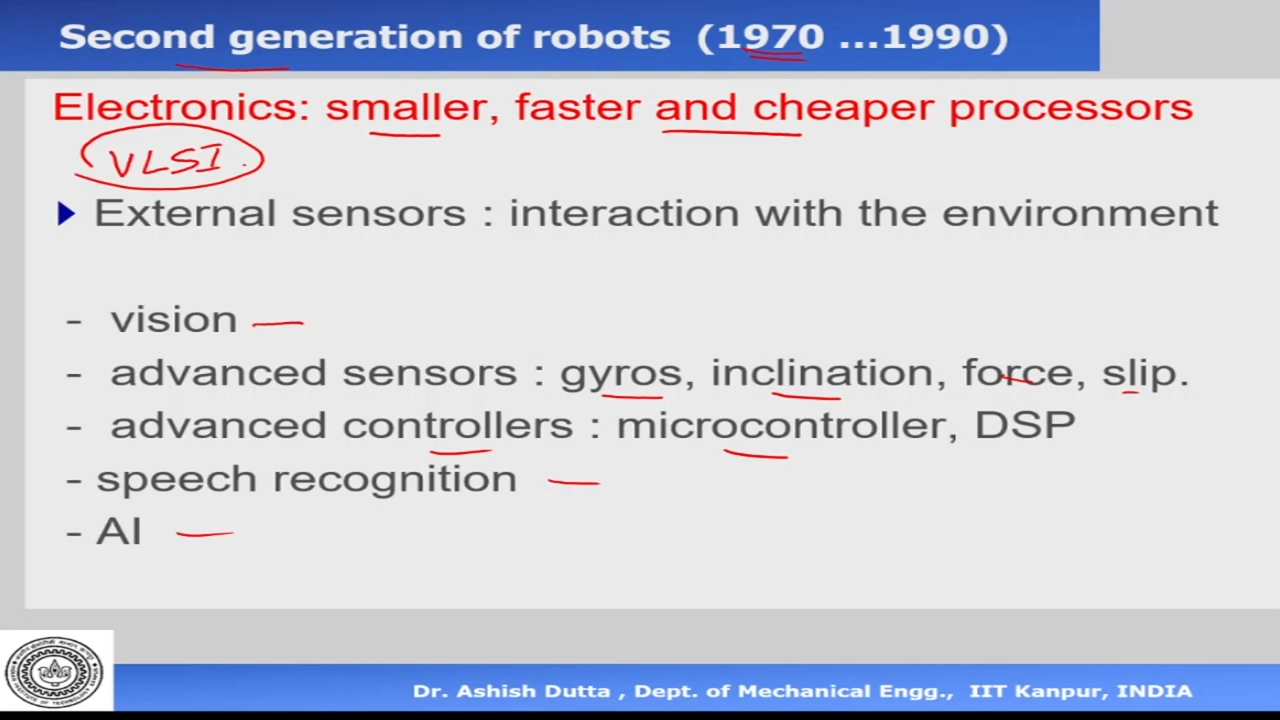 Second generation of robots (1970 ...1990)
Electronics: smaller, faster and cheaper processors
VLSI
External sensors : interaction with the environment
- vision
- advanced sensors : gyros, inclination, force, slip.
- advanced controllers : microcontroller, DSP
- speech recognition
- AI
Dr. Ashish Dutta , Dept. of Mechanical Engg., IIT Kanpur, INDIA